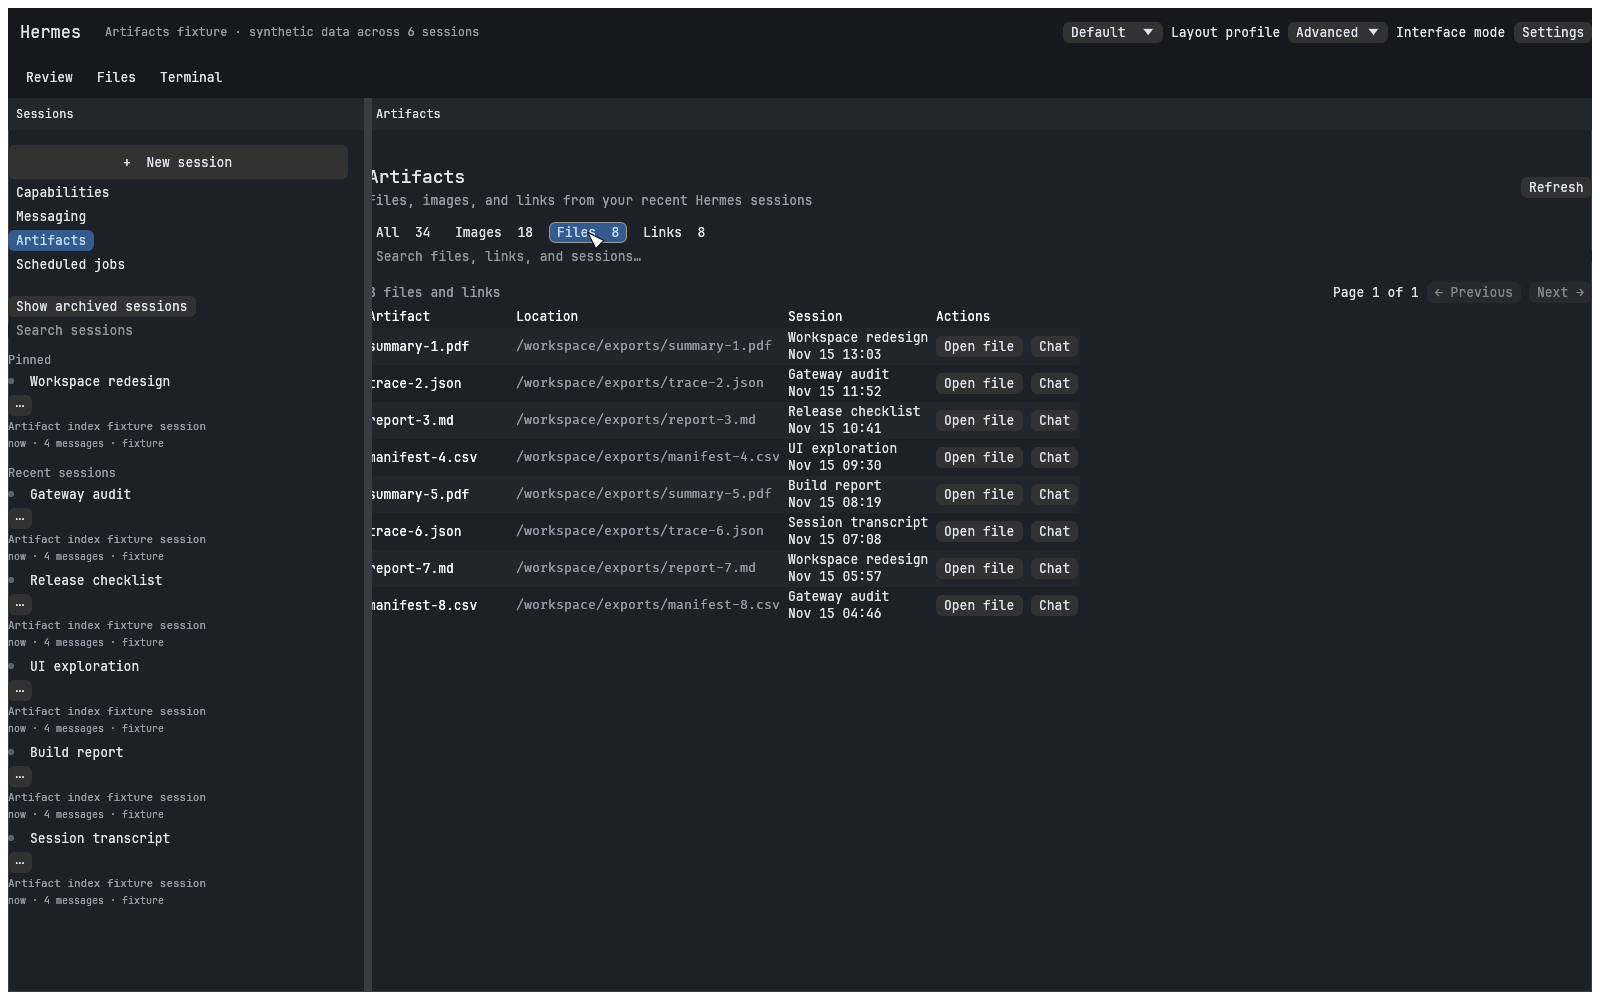 Hermes Artifacts fixture · synthetic data across 6 sessions Default Layout profile Advanced Interface mode Settings
Review Files Terminal
Sessions
+ New session
Capabilities
Messaging
Artifacts
Scheduled jobs
Show archived sessions
Search sessions
Pinned
Workspace redesign
…
Artifact index fixture session
now · 4 messages · fixture
Recent sessions
Gateway audit
…
Artifact index fixture session
now · 4 messages · fixture
Release checklist
…
Artifact index fixture session
now · 4 messages · fixture
UI exploration
…
Artifact index fixture session
now · 4 messages · fixture
Build report
…
Artifact index fixture session
now · 4 messages · fixture
Session transcript
…
Artifact index fixture session
now · 4 messages · fixture
Artifacts
Artifacts
Files, images, and links from your recent Hermes sessions
Refresh
All 34 Images 18 Files 8 Links 8
Search files, links, and sessions…
8 files and links Page 1 of 1 ← Previous Next →
Artifact Location Session Actions
summary-1.pdf /workspace/exports/summary-1.pdf Workspace redesign Open file Chat
Nov 15 13:03
trace-2.json /workspace/exports/trace-2.json Gateway audit Open file Chat
Nov 15 11:52
report-3.md /workspace/exports/report-3.md Release checklist Open file Chat
Nov 15 10:41
manifest-4.csv /workspace/exports/manifest-4.csv UI exploration Open file Chat
Nov 15 09:30
summary-5.pdf /workspace/exports/summary-5.pdf Build report Open file Chat
Nov 15 08:19
trace-6.json /workspace/exports/trace-6.json Session transcript Open file Chat
Nov 15 07:08
report-7.md /workspace/exports/report-7.md Workspace redesign Open file Chat
Nov 15 05:57
manifest-8.csv /workspace/exports/manifest-8.csv Gateway audit Open file Chat
Nov 15 04:46